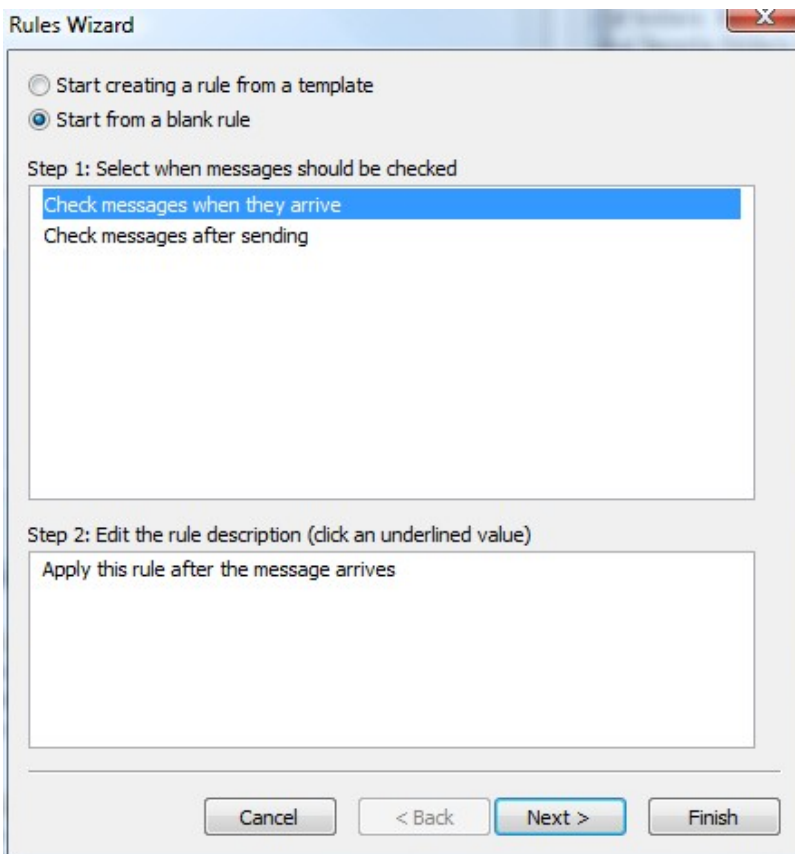 Rules Wizard
Start creating a rule from a template
Start from a blank rule
Step 1: Select when messages should be checked
Check messages when they arrive
Check messages after sending
Step 2: Edit the rule description (click an underlined value)
Apply this rule after the message arrives
Cancel < Back Next > Finish